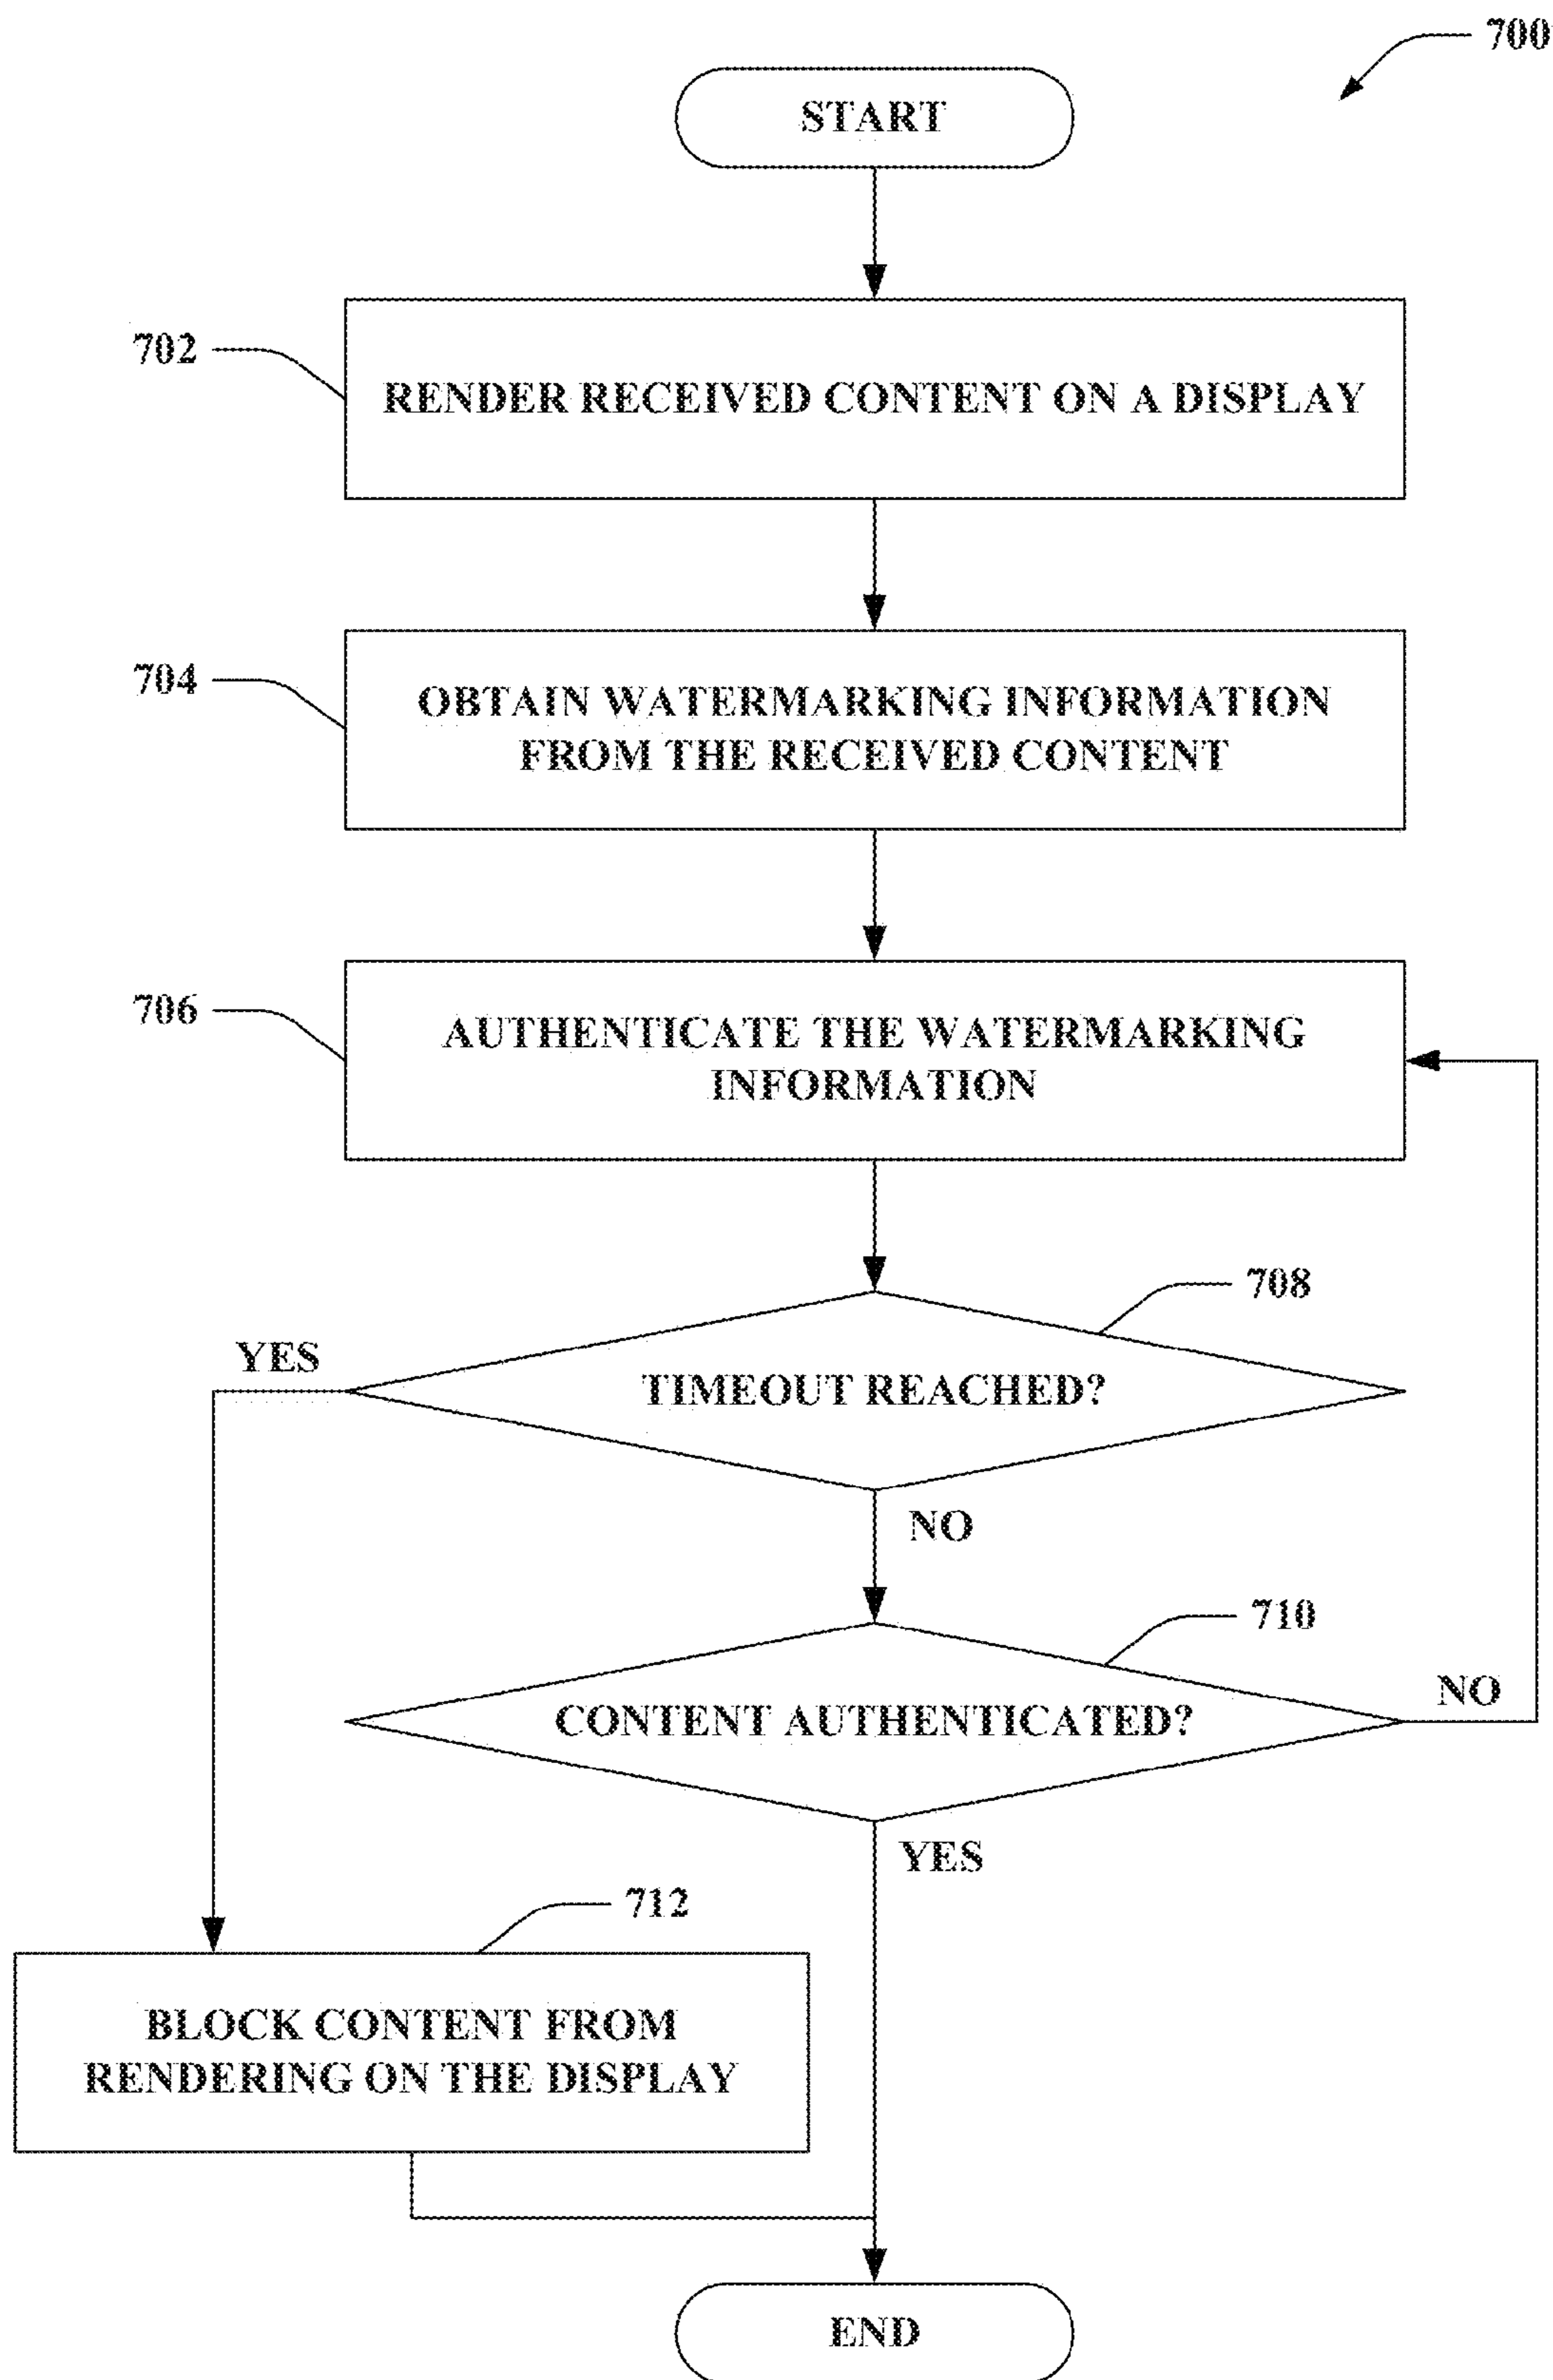 700
START
702
RENDER RECEIVED CONTENT ON A DISPLAY
704
OBTAIN WATERMARKING INFORMATION
FROM THE RECEIVED CONTENT
706
AUTHENTICATE THE WATERMARKING
INFORMATION
708
YES
TIMEOUT REACHED?
NO
710
CONTENT AUTHENTICATED?
NO
YES
712
BLOCK CONTENT FROM
RENDERING ON THE DISPLAY
END